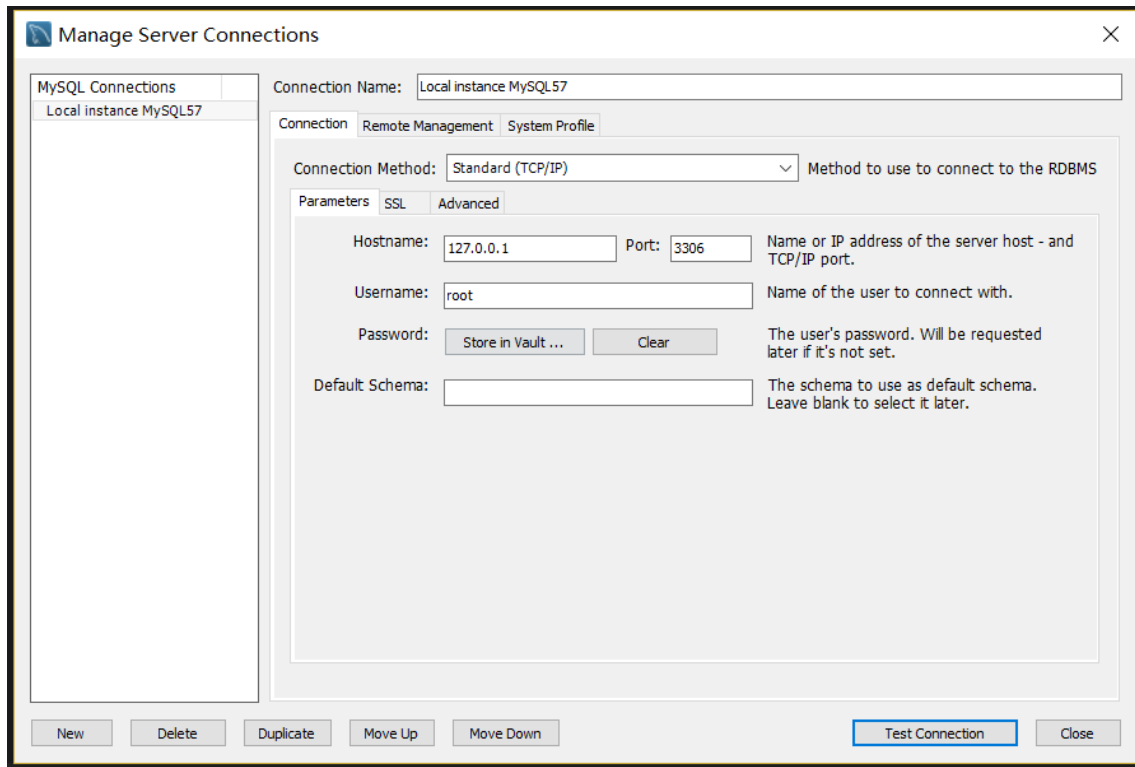 Manage Server Connections
MySQL Connections
Local instance MySQL57
Connection Name: Local instance MySQL57
Connection Remote Management System Profile
Connection Method: Standard (TCP/IP) Method to use to connect to the RDBMS
Parameters SSL Advanced
Hostname: 127.0.0.1 Port: 3306 Name or IP address of the server host - and
TCP/IP port.
Username: root Name of the user to connect with.
Password: Store in Vault ... Clear The user's password. Will be requested
later if it's not set.
Default Schema: The schema to use as default schema.
Leave blank to select it later.
New Delete Duplicate Move Up Move Down Test Connection Close